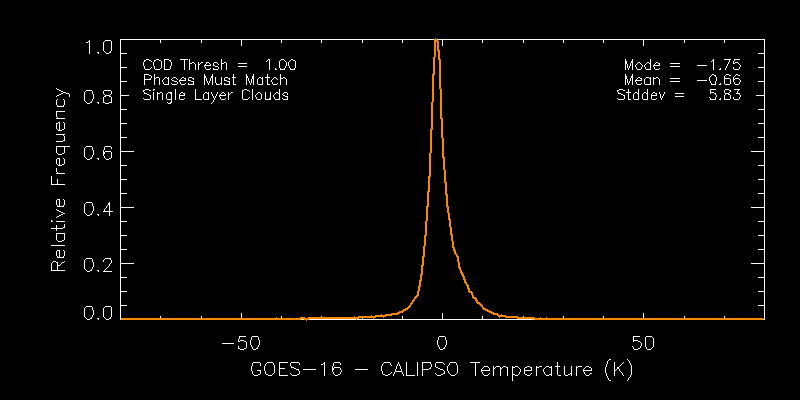 1.0
COD Thresh = 1.00
Mode = −1.75
Phases Must Match
Mean = −0.66
Single Layer Clouds
Stddev = 5.83
0.8
0.6
0.4
0.2
0.0
Relative Frequency
−50 0 50
GOES−16 − CALIPSO Temperature (K)